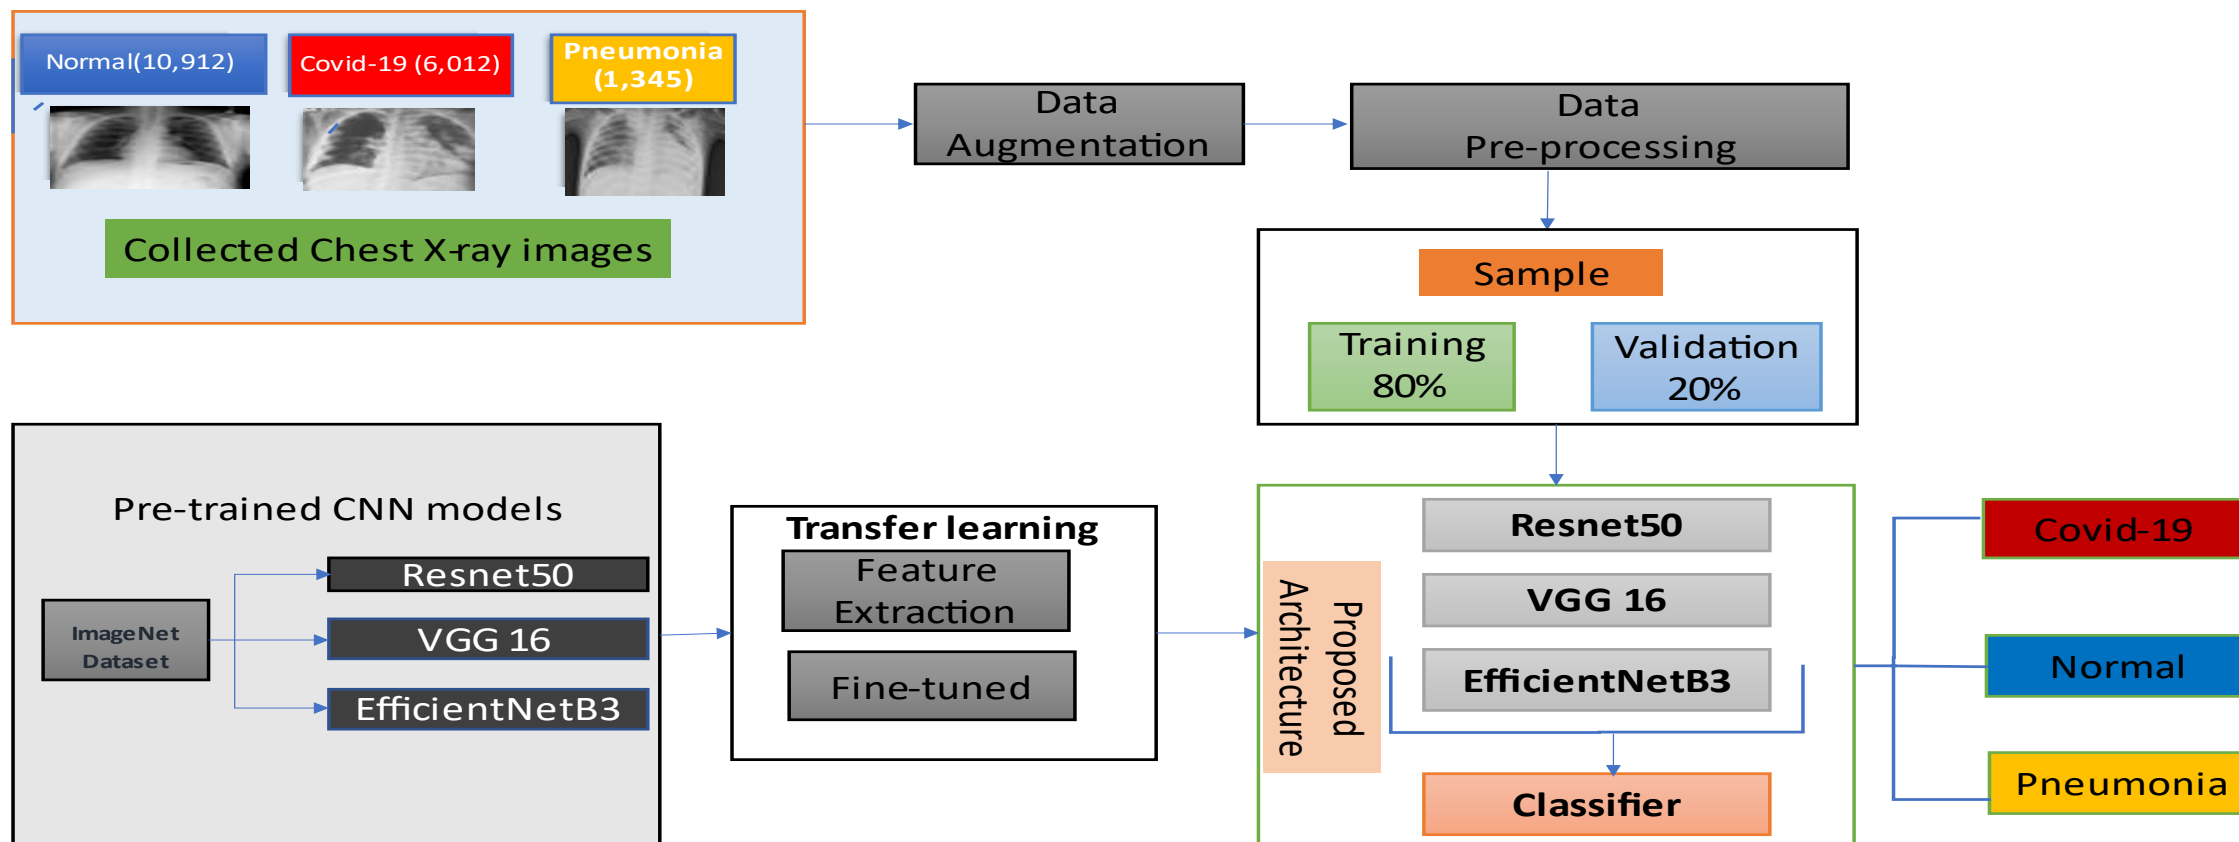 Normal(10,912)
Covid-19 (6,012)
Pneumonia
(1,345)
Collected Chest X-ray images
Data
Augmentation
Data
Pre-processing
Sample
Training
80%
Validation
20%
Pre-trained CNN models
ImageNet
Dataset
Resnet50
VGG 16
EfficientNetB3
Transfer learning
Feature
Extraction
Fine-tuned
Proposed
Architecture
Resnet50
VGG 16
EfficientNetB3
Classifier
Covid-19
Normal
Pneumonia